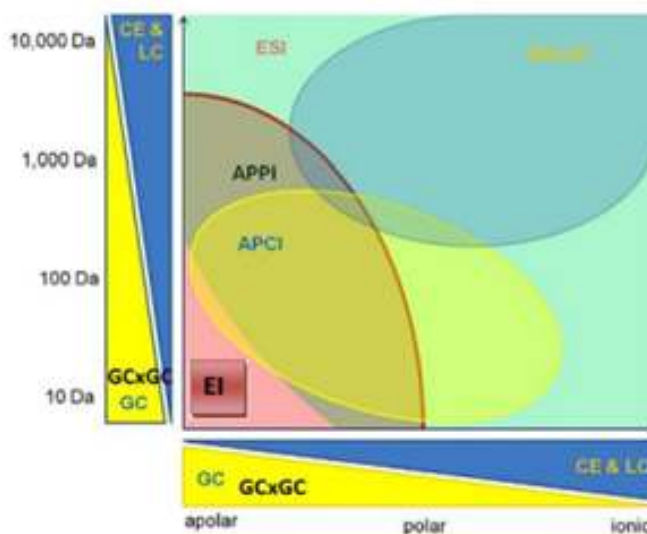 10,000 Da
CE &
LC
ESI
1,000 Da
APPI
APCI
100 Da
GCxGC
GC
10 Da
EI
GC
GCxGC
CE & LC
apolar
polar
ionic